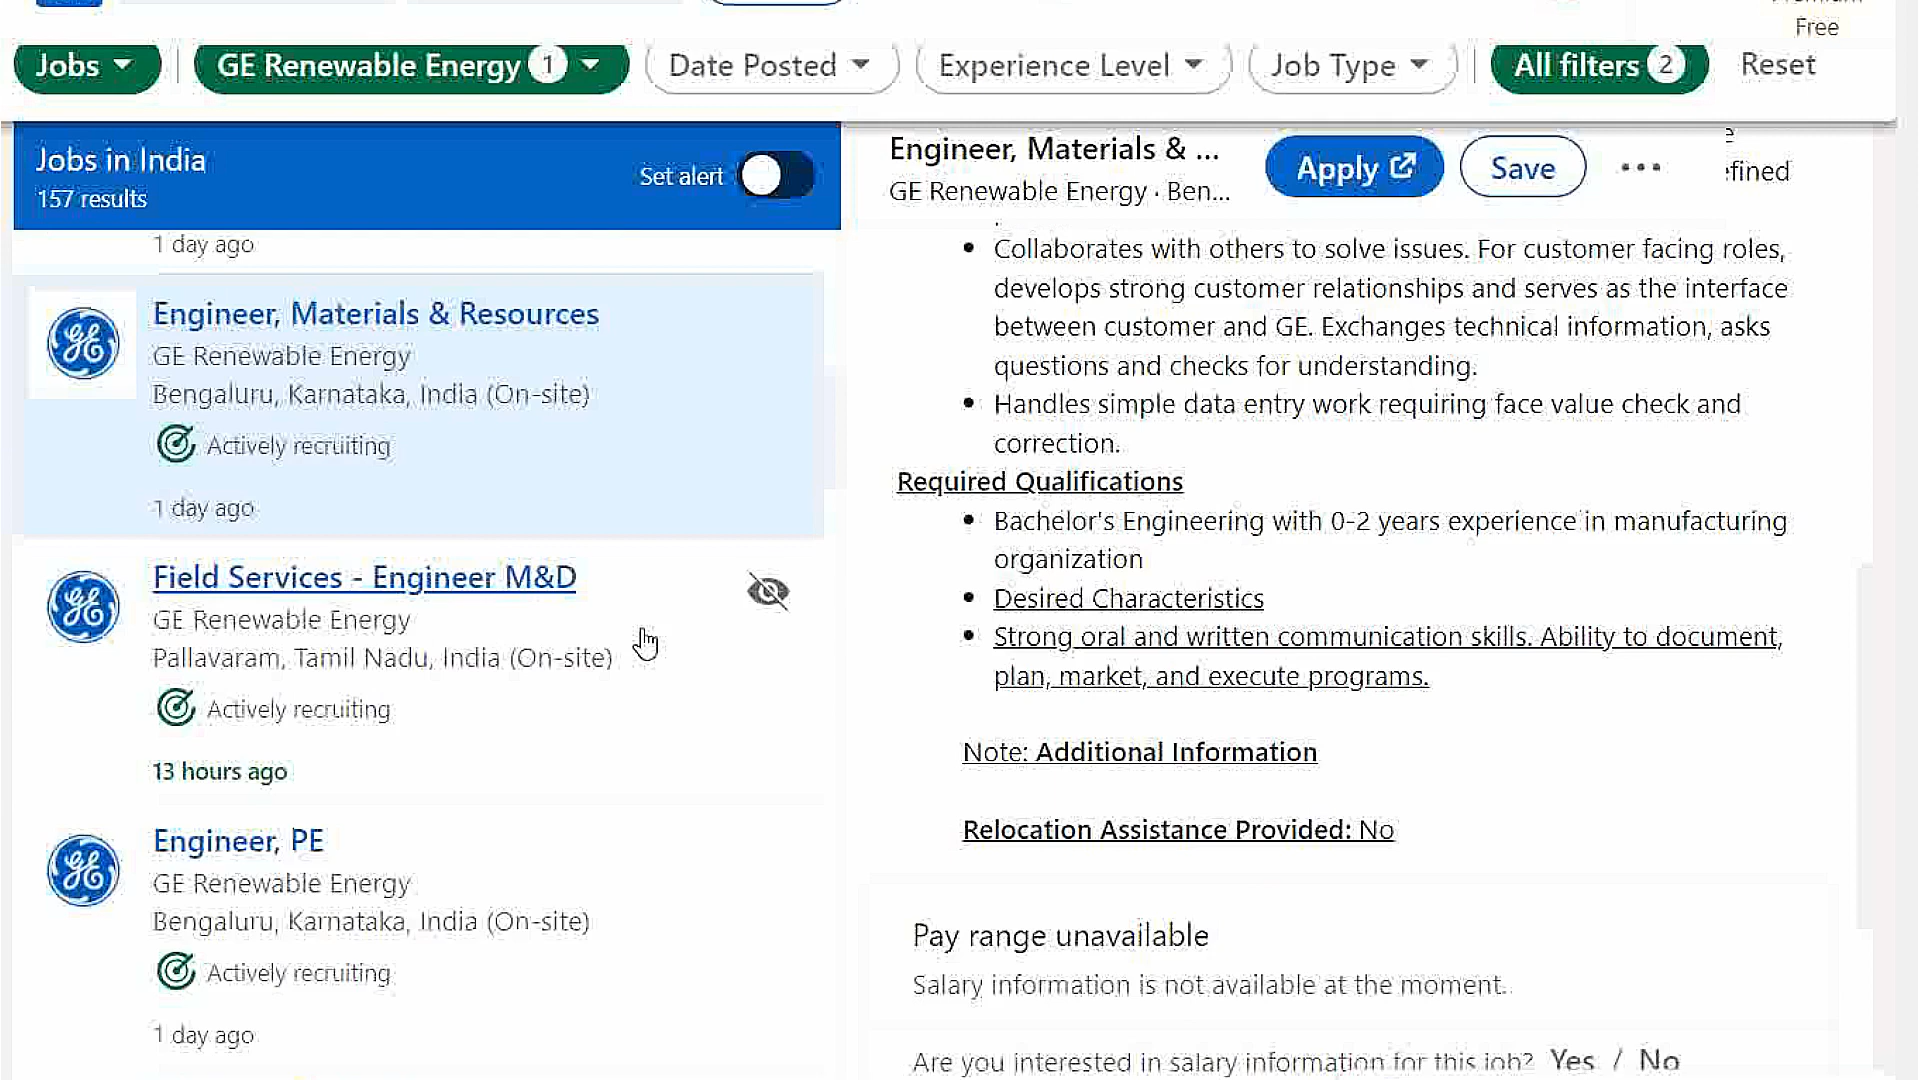 Free
Jobs
GE Renewable Energy 1
Date Posted
Experience Level
Job Type
All filters 2
Reset
Jobs in India
157 results
Set alert
1 day ago
Engineer, Materials & Resources
GE Renewable Energy
Bengaluru, Karnataka, India (On-site)
Actively recruiting
1 day ago
Field Services - Engineer M&D
GE Renewable Energy
Pallavaram, Tamil Nadu, India (On-site)
Actively recruiting
13 hours ago
Engineer, PE
GE Renewable Energy
Bengaluru, Karnataka, India (On-site)
Actively recruiting
1 day ago
Engineer, Materials & ...
GE Renewable Energy · Ben...
Apply
Save
fined
• Collaborates with others to solve issues. For customer facing roles,
develops strong customer relationships and serves as the interface
between customer and GE. Exchanges technical information, asks
questions and checks for understanding.
• Handles simple data entry work requiring face value check and
correction.
Required Qualifications
• Bachelor's Engineering with 0-2 years experience in manufacturing
organization
• Desired Characteristics
• Strong oral and written communication skills. Ability to document,
plan, market, and execute programs.
Note: Additional Information
Relocation Assistance Provided: No
Pay range unavailable
Salary information is not available at the moment.
Are you interested in salary information for this job? Yes / No